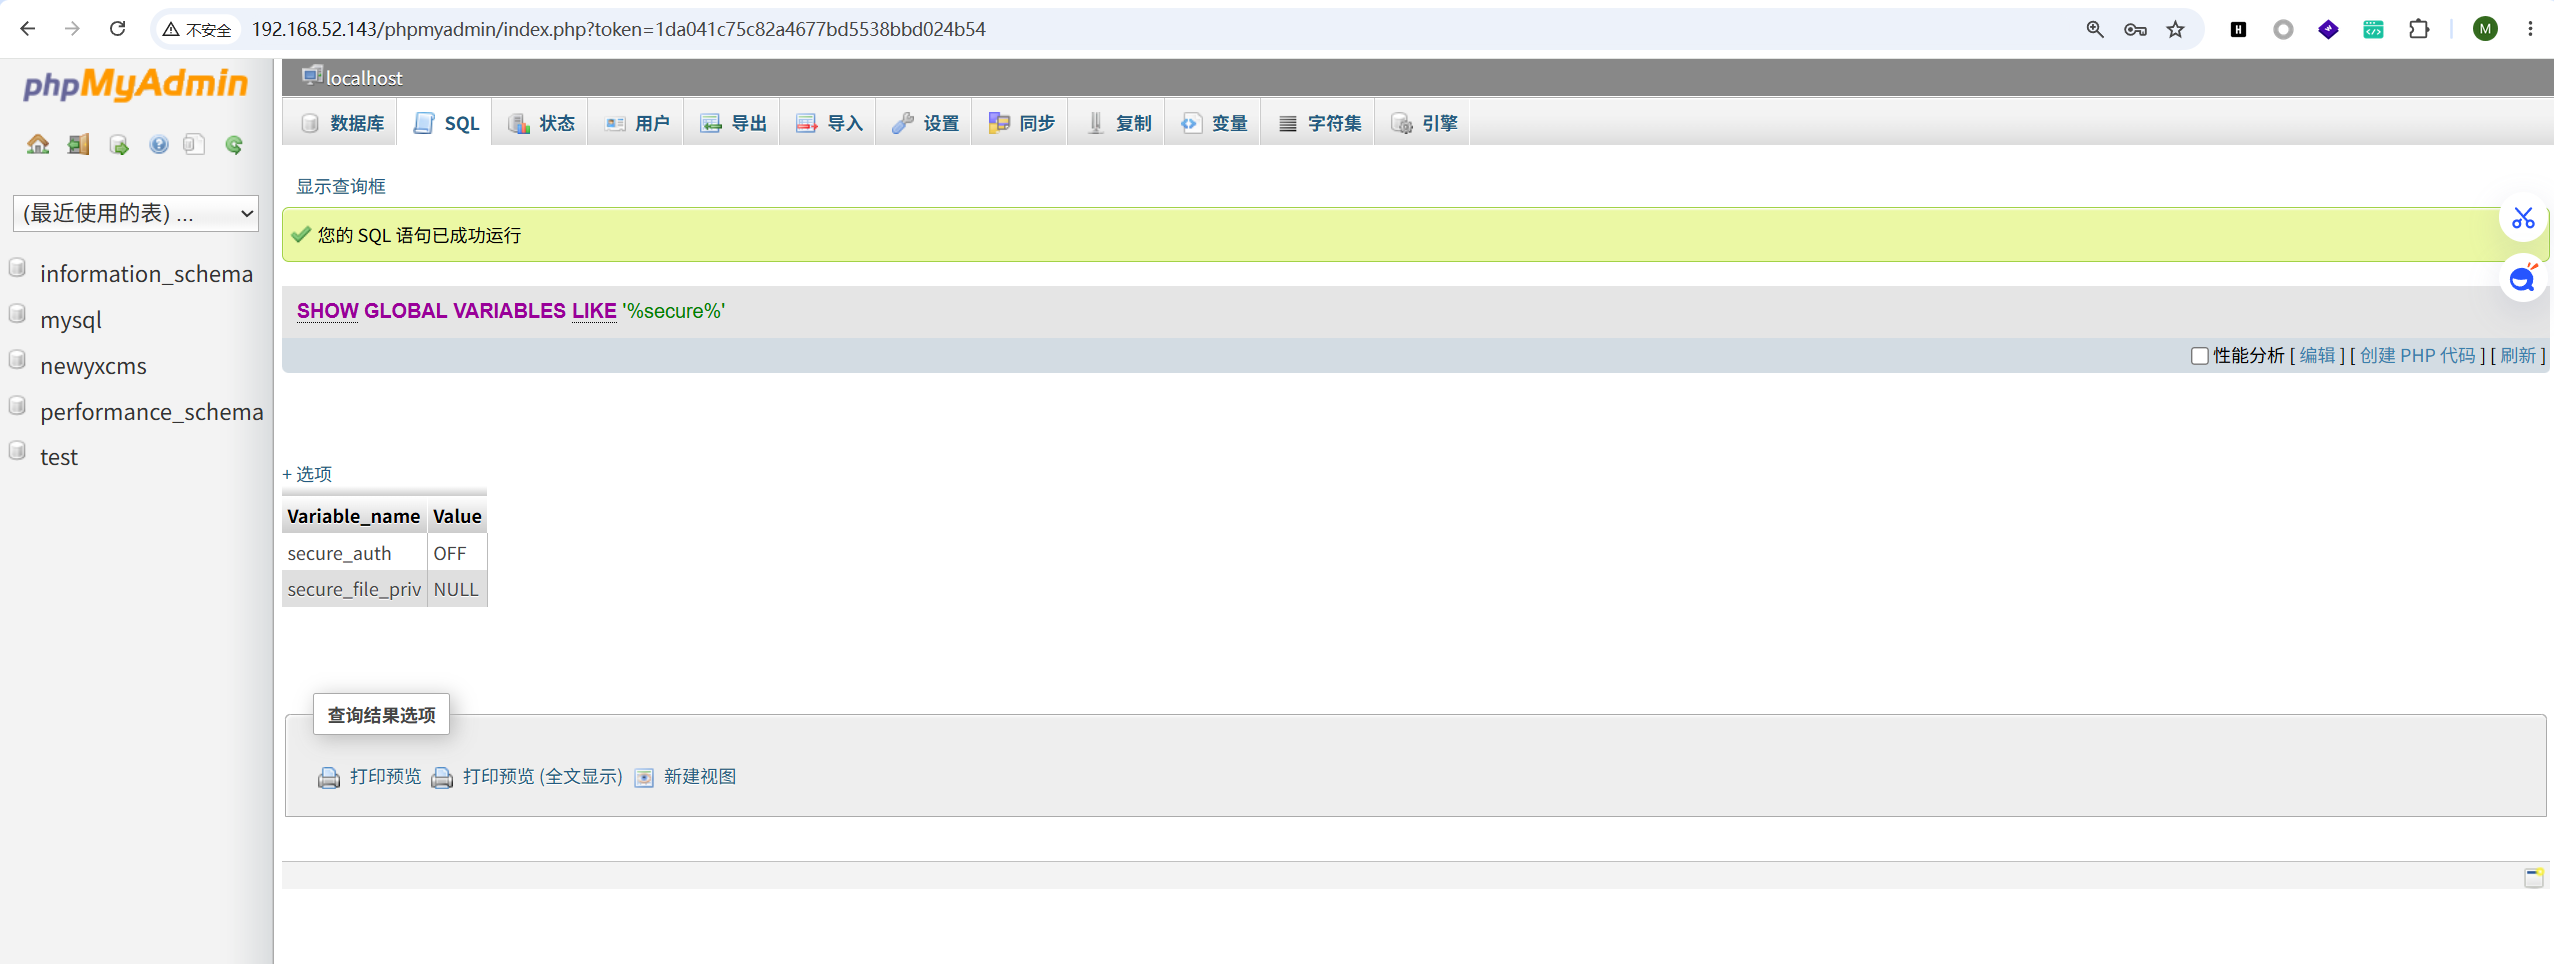 不安全 192.168.52.143/phpmyadmin/index.php?token=1da041c75c82a4677bd5538bbd024b54
M
phpMyAdmin
(最近使用的表) ...
information_schema
mysql
newyxcms
performance_schema
test
localhost
数据库 SQL 状态 用户 导出 导入 设置 同步 复制 变量 字符集 引擎
显示查询框
您的 SQL 语句已成功运行
SHOW GLOBAL VARIABLES LIKE '%secure%'
性能分析 [ 编辑 ] [ 创建 PHP 代码 ] [ 刷新 ]
+ 选项
Variable_name Value
secure_auth OFF
secure_file_priv NULL
查询结果选项
打印预览 打印预览 (全文显示) 新建视图